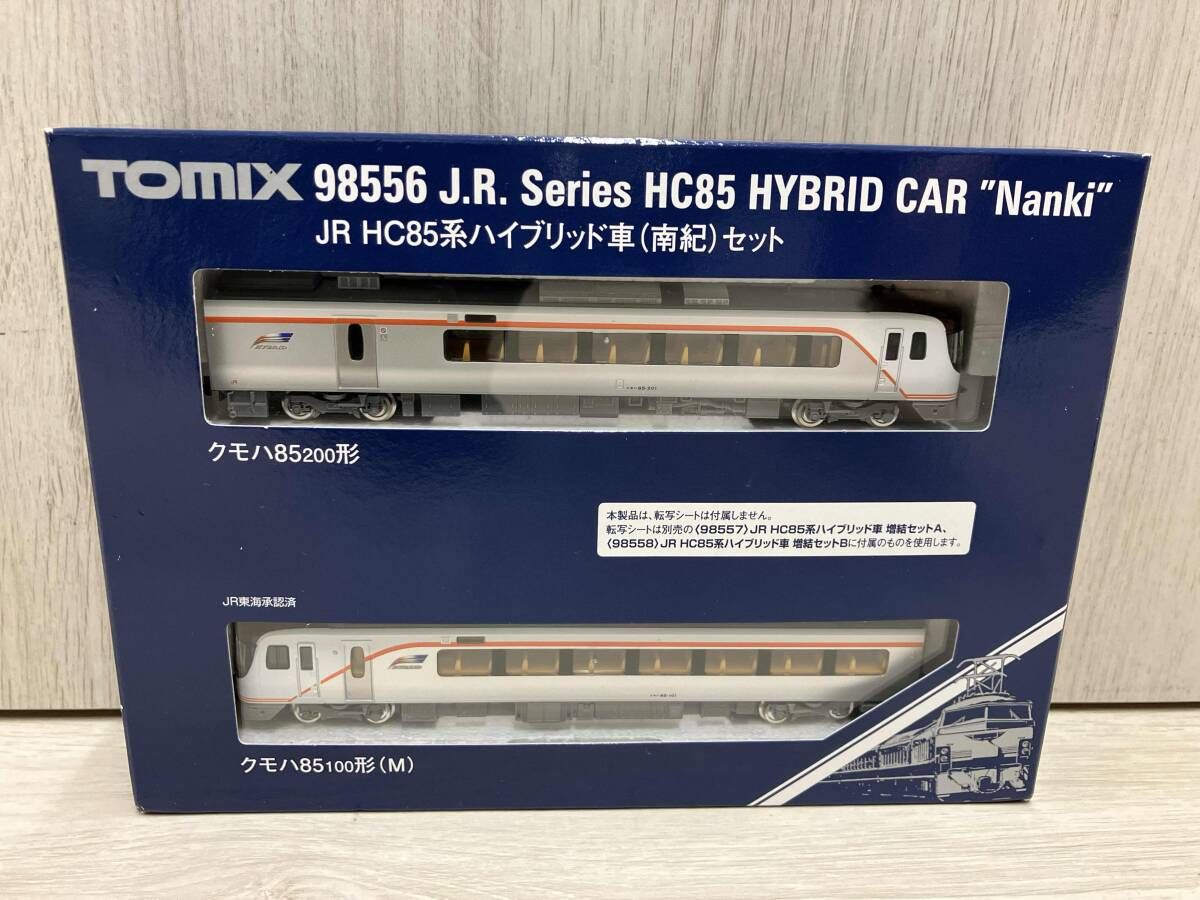 TOMIX 98556 J.R. Series HC85 HYBRID CAR "Nanki"
JR HC85系ハイブリッド車(南紀)セット
JR
クモハ85200形
本製品は、転写シートは付属しません。
転写シートは別売の〈98557〉JR HC85系ハイブリッド車 増結セットA、
〈98558〉JR HC85系ハイブリッド車 増結セットBに付属のものを使用します。
JR東海承認済
クモハ85100形(M)